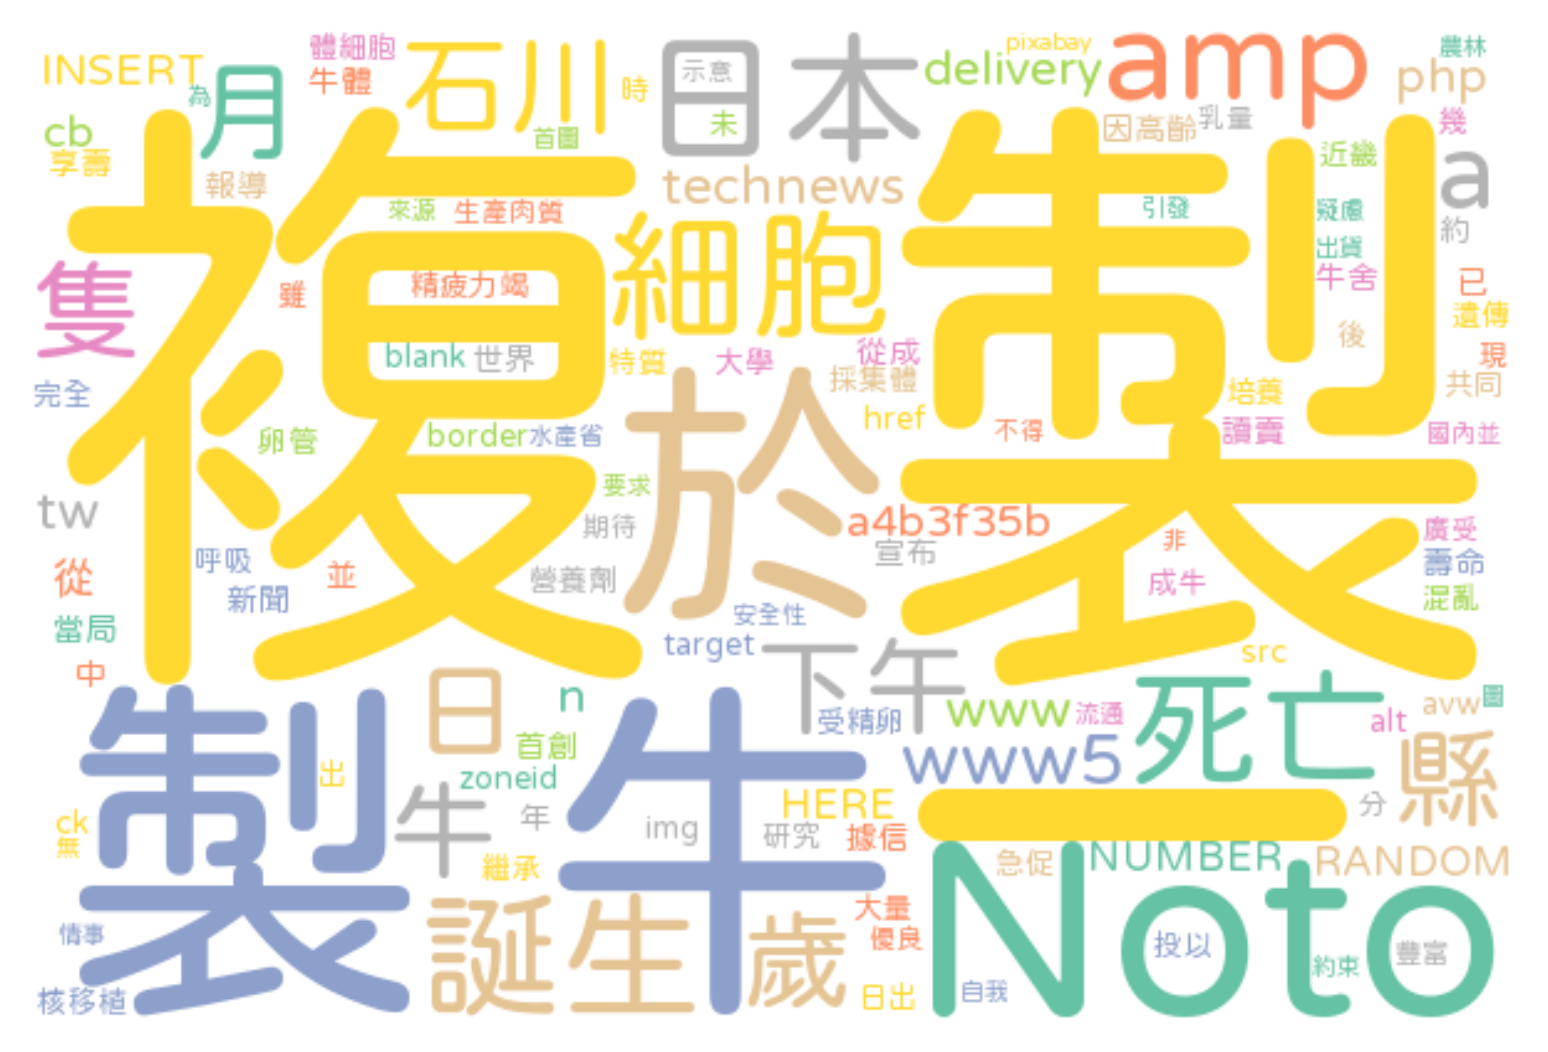 INSERT
體細胞
牛體
為
月
cb
享壽
報導
石川
首圖
時
日本
示意
未
delivery
pixabay
amp
農林
php
因高齡
乳量
幾
近畿
a
複製
technews
來源
生產肉質
細胞
引發
疑慮
約
出貨
牛舍
隻
雖
精疲力竭
已
遺傳
blank
世界
特質
大學
從成
後
現
完全
採集體
培養
共同
卵管
border
水產省
href
不得
讀賣
國內並
tw
要求
於
期待
a4b3f35b
宣布
非
廣受
呼吸
從
並
新聞
營養劑
成牛
壽命
混亂
當局
安全性
中
target
下午
src
製
日
n
牛
受精卵
www
流通
死亡
alt
avw
圖
首創
www5
出
zoneid
牛
年
img
HERE
研究
據信
一
分
縣
ck
無
繼承
急促
NUMBER
RANDOM
誕生
歲
大量
優良
Noto
情事
投以
豐富
約束
核移植
日出
自我